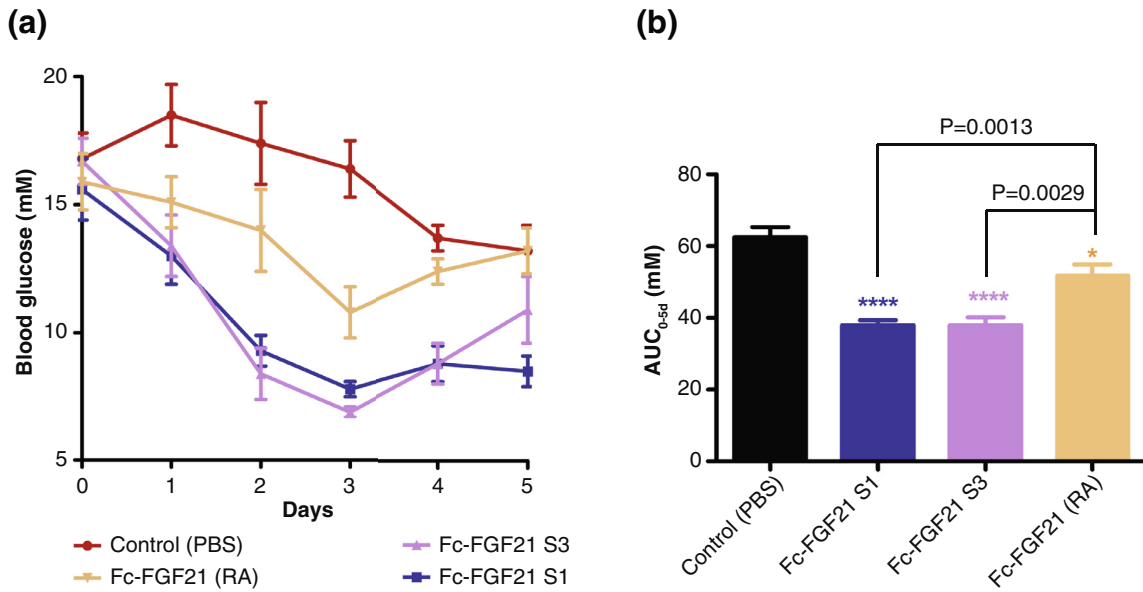 (a)
Blood glucose (mM)
20
15
10
5
0
1
2
3
4
5
Days
Control (PBS)
Fc-FGF21 (RA)
Fc-FGF21 S3
Fc-FGF21 S1
(b)
AUC0-5d (mM)
80
60
40
20
0
P=0.0013
P=0.0029
****
****
*
Control (PBS)
Fc-FGF21 S1
Fc-FGF21 S3
Fc-FGF21 (RA)